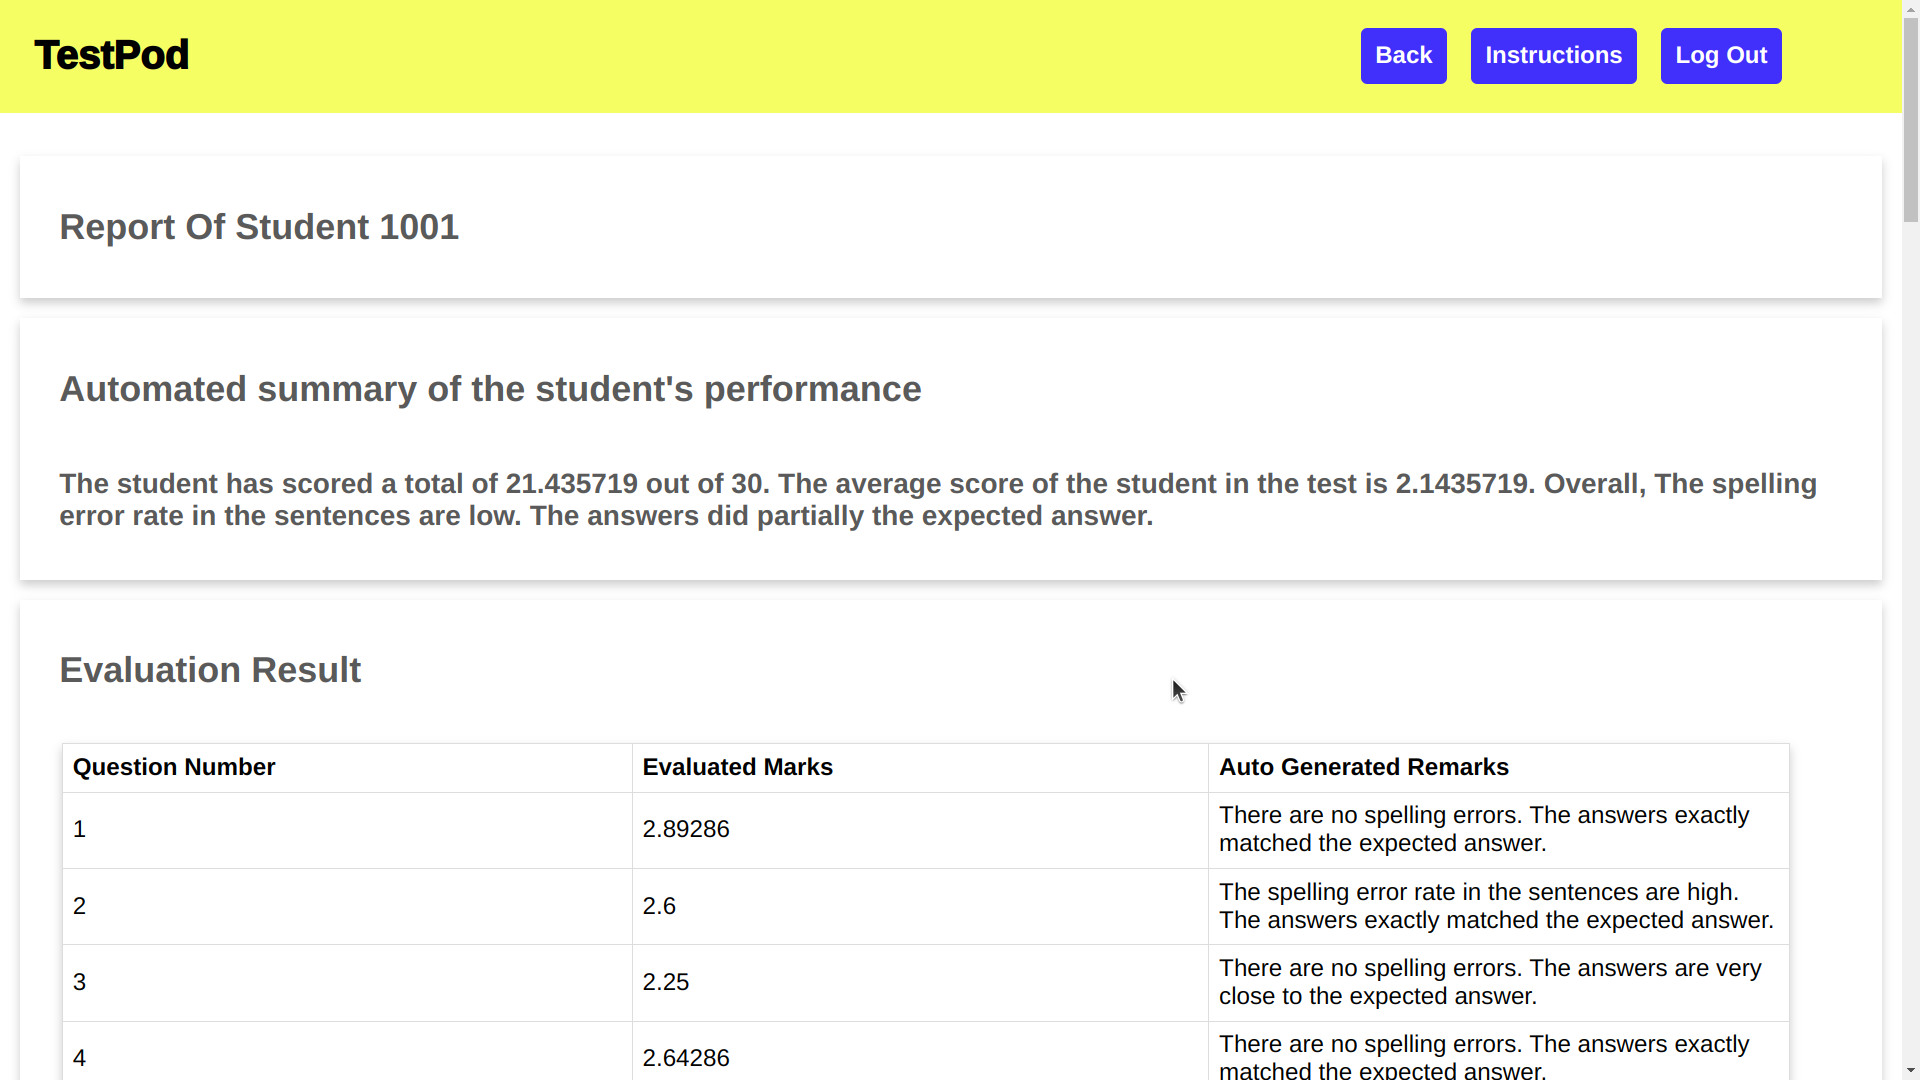 TestPod
Back Instructions Log Out
Report Of Student 1001
Automated summary of the student's performance
The student has scored a total of 21.435719 out of 30. The average score of the student in the test is 2.1435719. Overall, The spelling
error rate in the sentences are low. The answers did partially the expected answer.
Evaluation Result
Question Number Evaluated Marks Auto Generated Remarks
1 2.89286 There are no spelling errors. The answers exactly
matched the expected answer.
2 2.6 The spelling error rate in the sentences are high.
The answers exactly matched the expected answer.
3 2.25 There are no spelling errors. The answers are very
close to the expected answer.
4 2.64286 There are no spelling errors. The answers exactly
matched the expected answer.